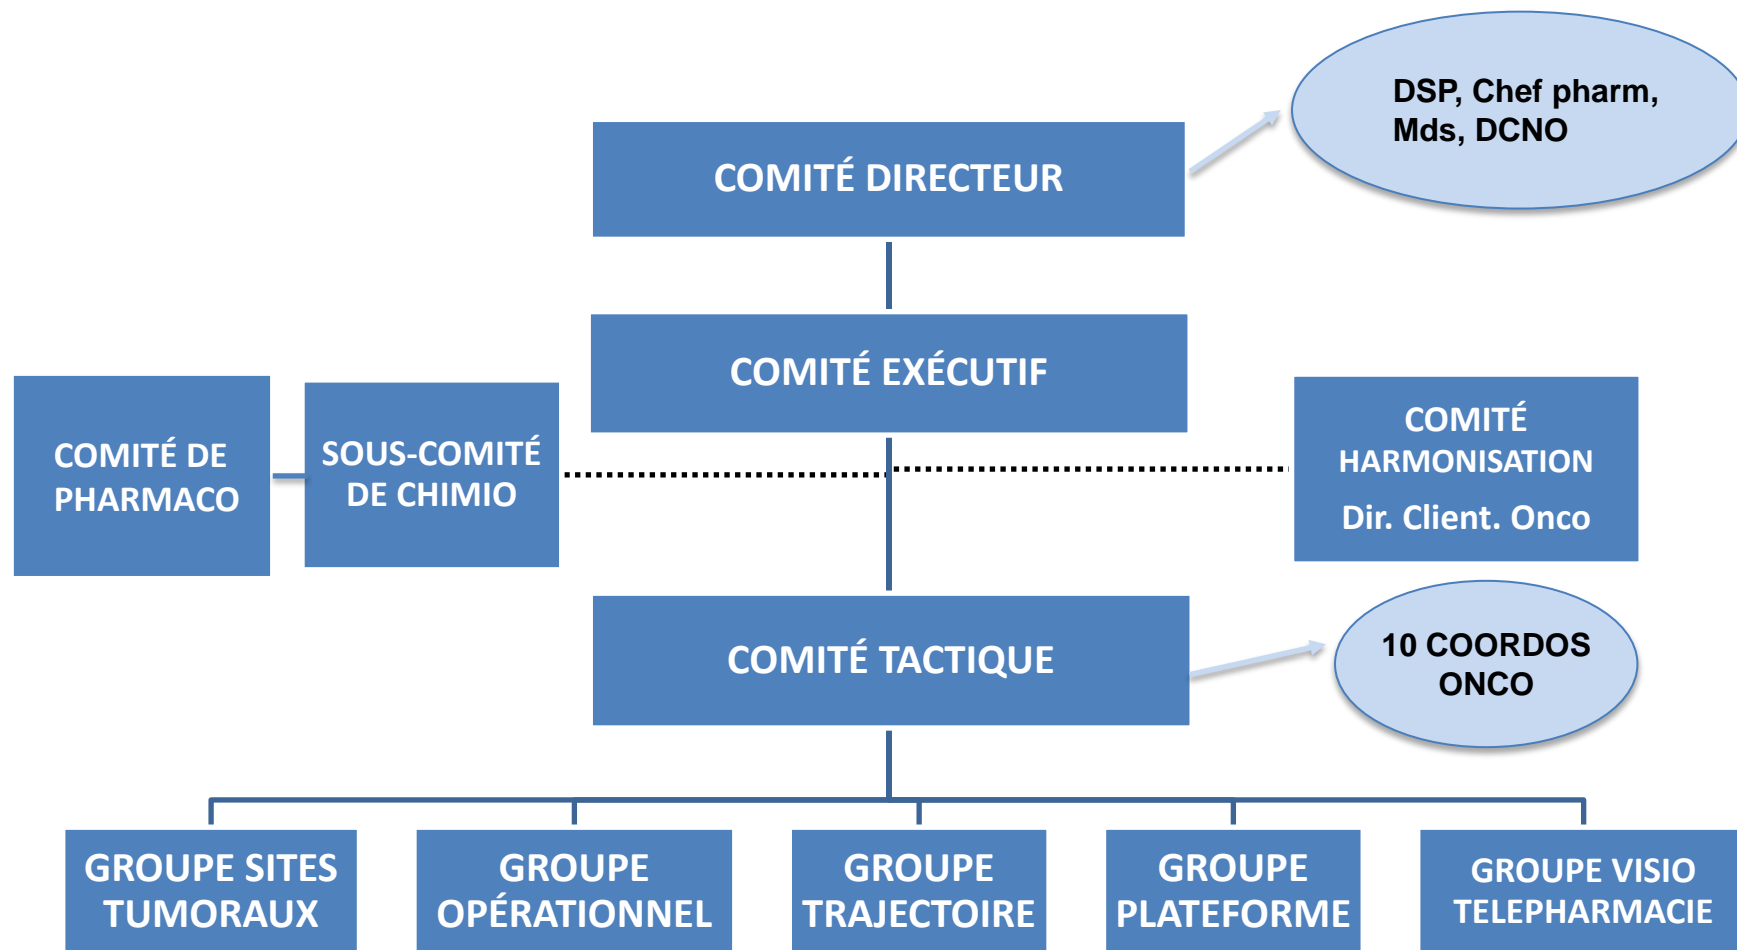 DSP, Chef pharm,
Mds, DCNO
COMITÉ DIRECTEUR
COMITÉ EXÉCUTIF
COMITÉ DE
PHARMACO
SOUS-COMITÉ
DE CHIMIO
COMITÉ
HARMONISATION
Dir. Client. Onco
COMITÉ TACTIQUE
10 COORDOS
ONCO
GROUPE SITES
TUMORAUX
GROUPE
OPÉRATIONNEL
GROUPE
TRAJECTOIRE
GROUPE
PLATEFORME
GROUPE VISIO
TELEPHARMACIE